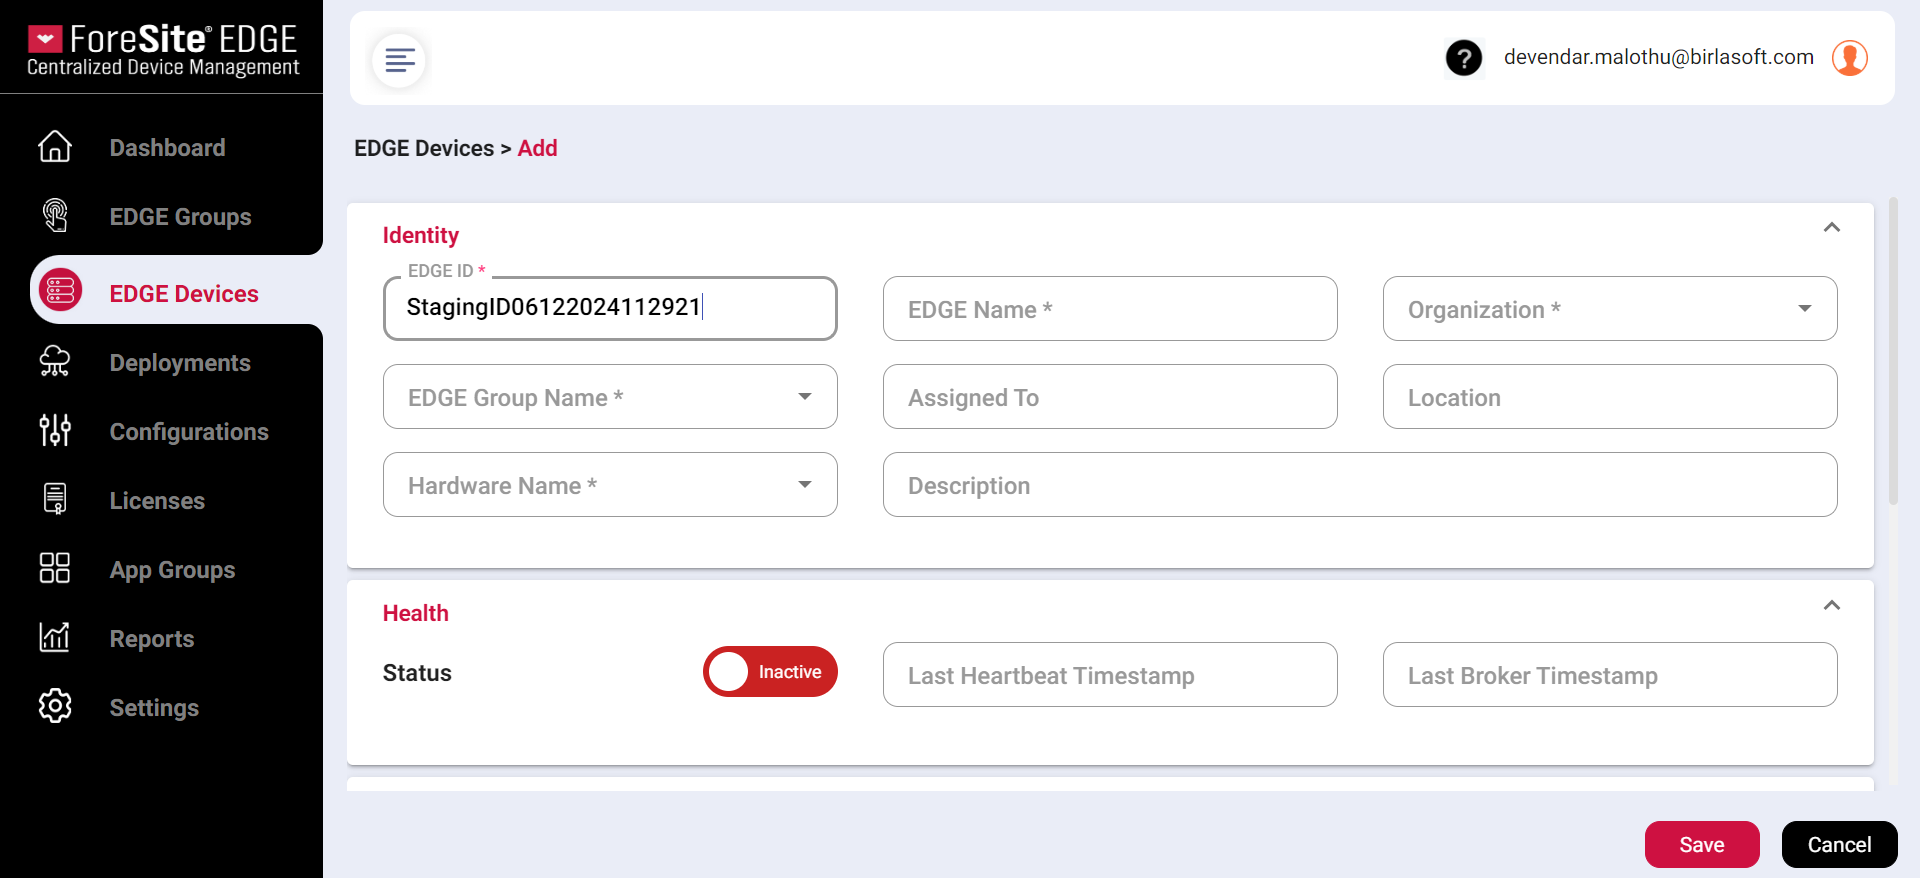 ForeSite® EDGE
Centralized Device Management
Dashboard
EDGE Groups
EDGE Devices
Deployments
Configurations
Licenses
App Groups
Reports
Settings
? devendar.malothu@birlasoft.com
EDGE Devices > Add
Identity
EDGE ID *
StagingID06122024112921
EDGE Name *
Organization *
EDGE Group Name *
Assigned To
Location
Hardware Name *
Description
Health
Status
Inactive
Last Heartbeat Timestamp
Last Broker Timestamp
Save
Cancel